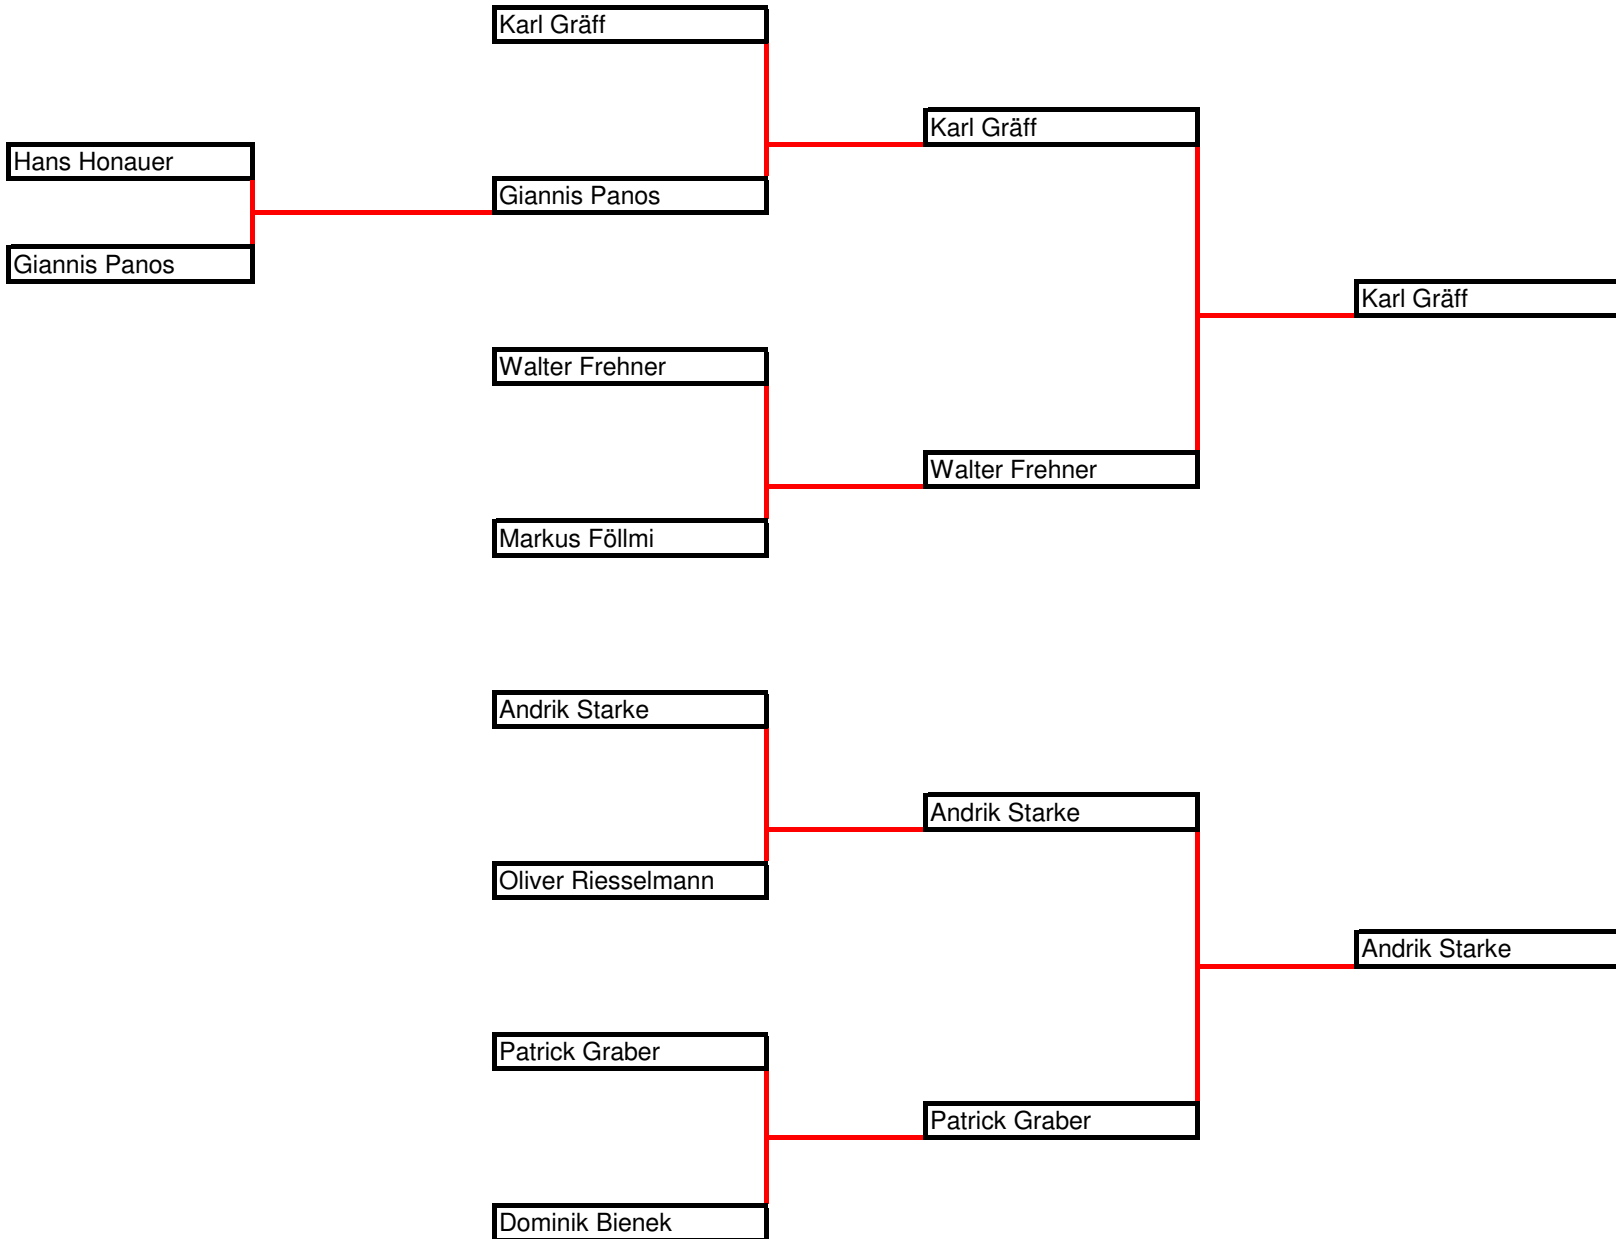 Karl Gräff
Karl Gräff
Hans Honauer
Giannis Panos
Giannis Panos
Karl Gräff
Walter Frehner
Walter Frehner
Markus Föllmi
Andrik Starke
Andrik Starke
Oliver Riesselmann
Andrik Starke
Patrick Graber
Patrick Graber
Dominik Bienek